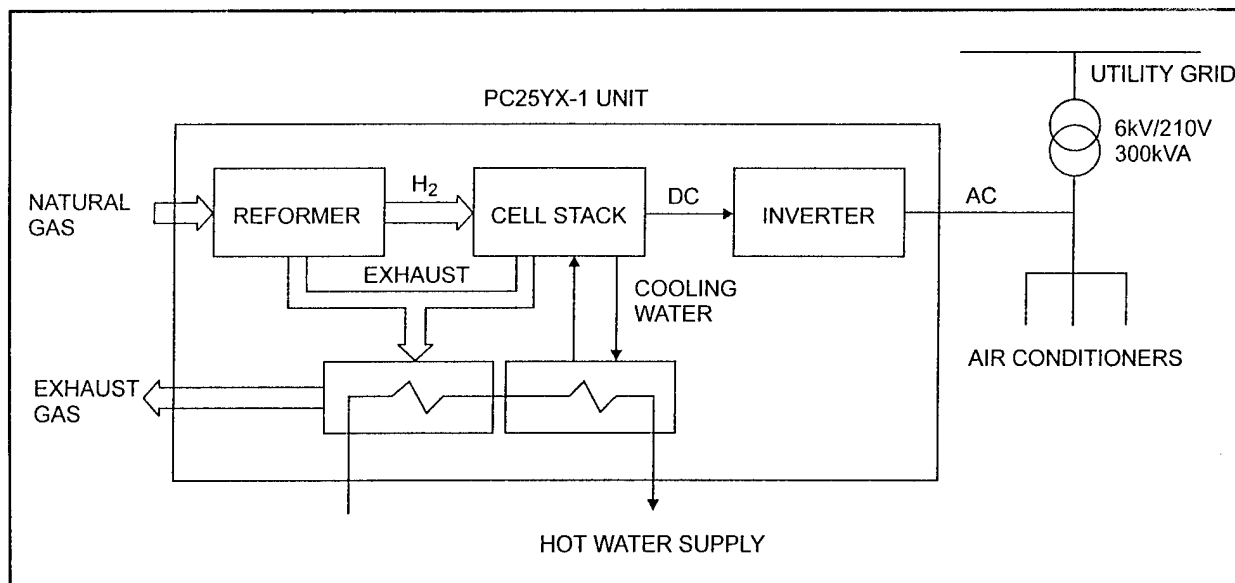 UTILITY GRID
PC25YX-1 UNIT
6kV/210V
300kVA
NATURAL
GAS
REFORMER
H2
CELL STACK
DC
INVERTER
AC
EXHAUST
COOLING
WATER
AIR CONDITIONERS
EXHAUST
GAS
HOT WATER SUPPLY